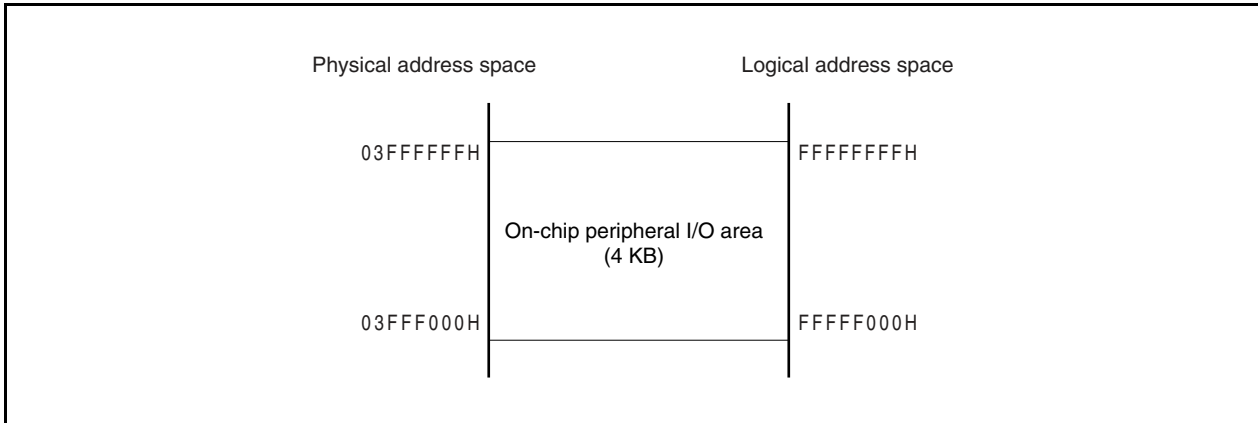 Physical address space
Logical address space
03FFFFFFH
FFFFFFFFH
On-chip peripheral I/O area
(4 KB)
03FFF000H
FFFFF000H